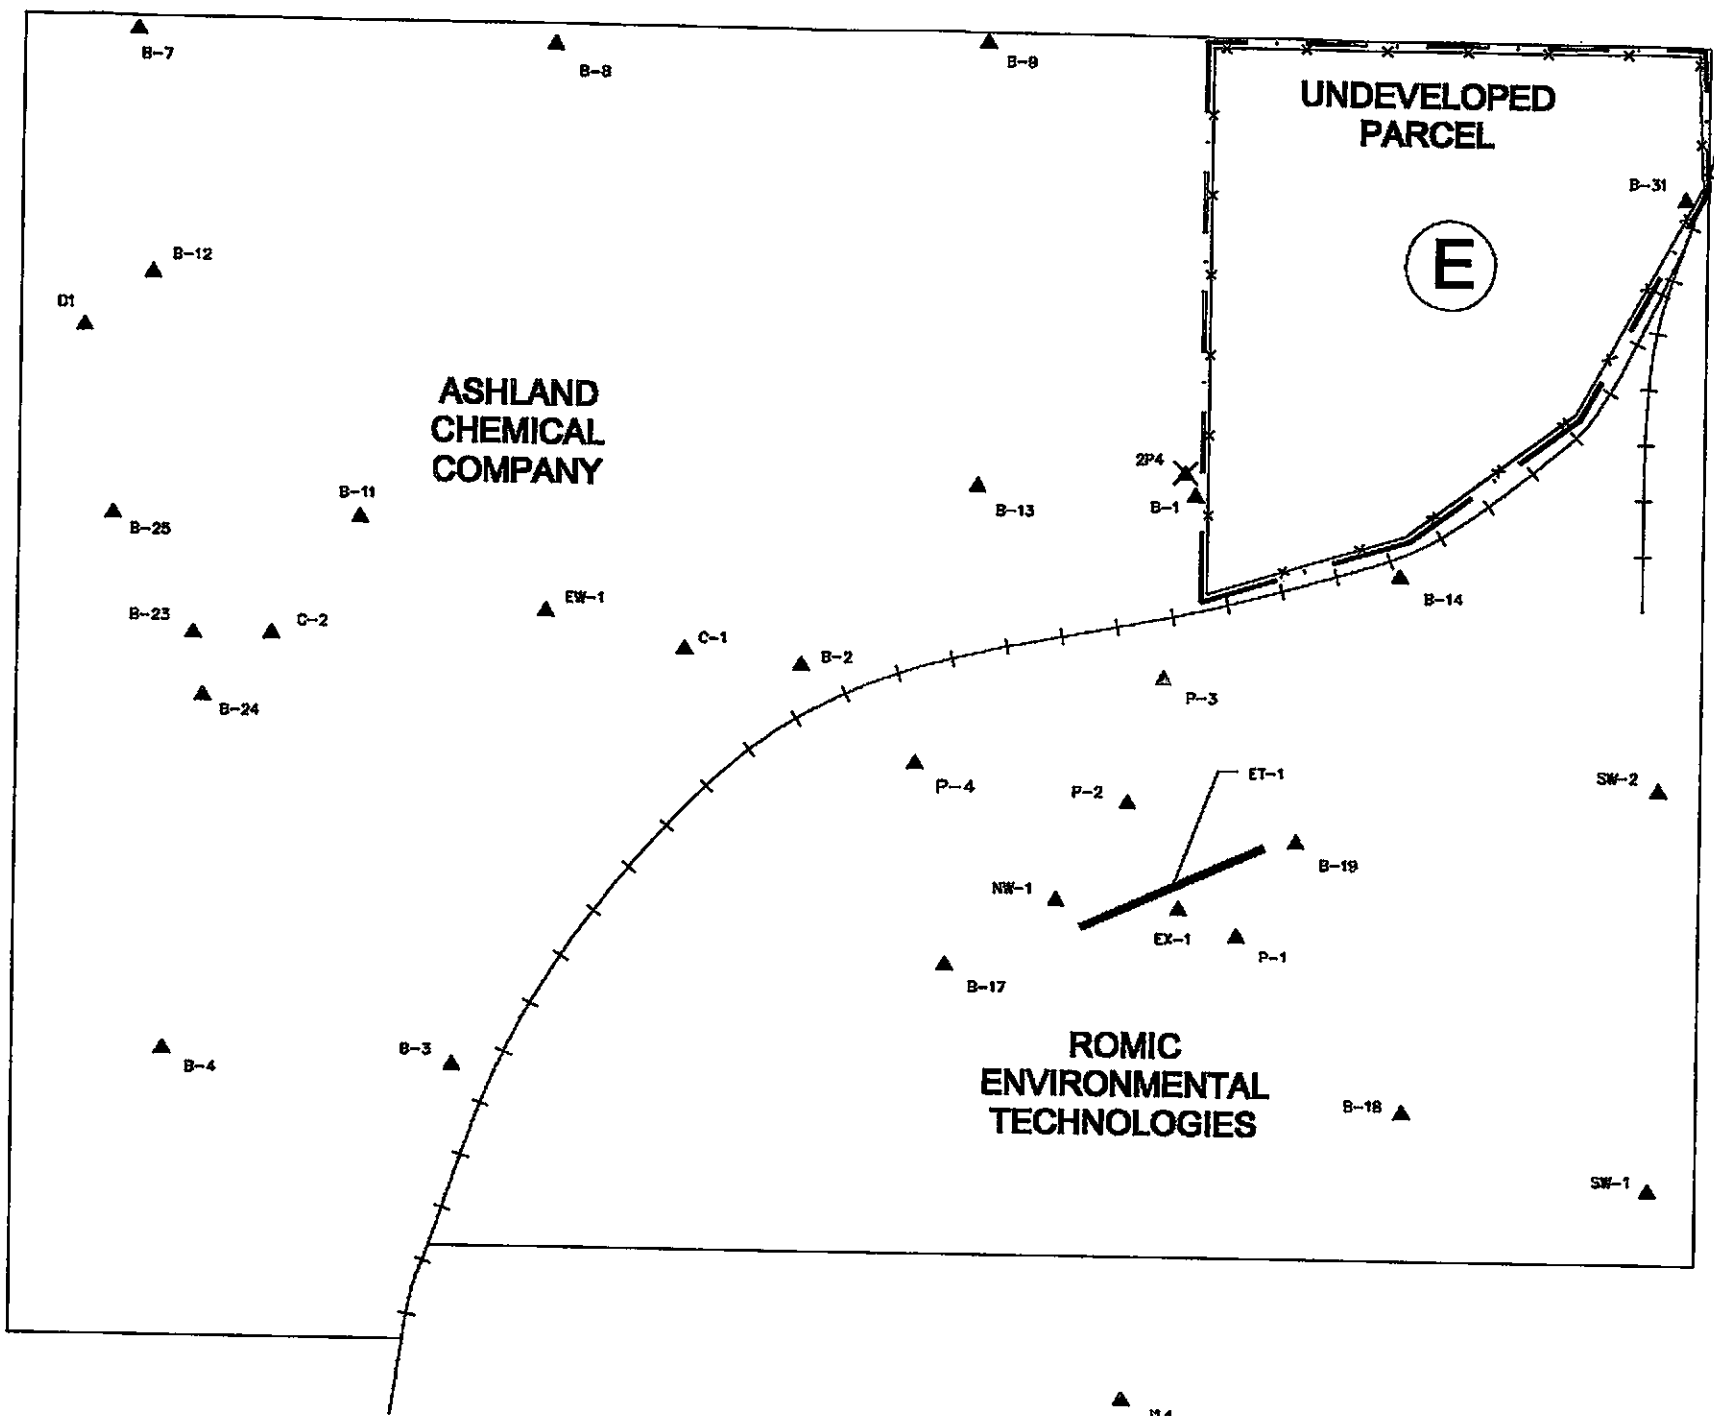 B-7
B-8
B-9
UNDEVELOPED
PARCEL
B-31
B-12
E
D1
ASHLAND
CHEMICAL
COMPANY
2P4
B-11
B-25
B-13
B-1
EW-1
B-14
B-23
C-2
C-1
B-2
B-24
P-3
ET-1
SW-2
P-4
P-2
B-19
NW-1
EX-1
P-1
B-17
ROMIC
ENVIRONMENTAL
TECHNOLOGIES
B-3
B-4
B-18
SW-1